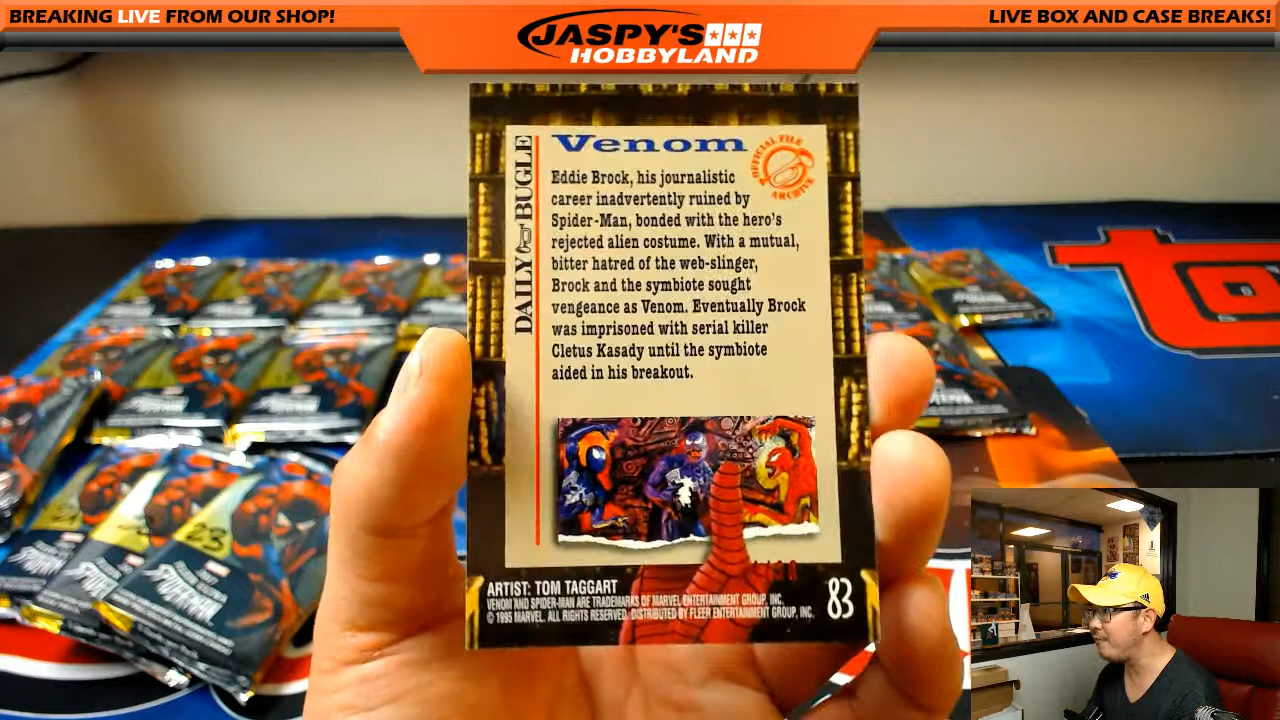 BREAKING LIVE FROM OUR SHOP!
JASPY'S
HOBBYLAND
LIVE BOX AND CASE BREAKS!
DAILY BUGLE
Venom
OFFICIAL FILE
ARCHIVE
Eddie Brock, his journalistic
career inadvertently ruined by
Spider-Man, bonded with the hero's
rejected alien costume. With a mutual,
bitter hatred of the web-slinger,
Brock and the symbiote sought
vengeance as Venom. Eventually Brock
was imprisoned with serial killer
Cletus Kasady until the symbiote
aided in his breakout.
ARTIST: TOM TAGGART
VENOM AND SPIDER-MAN ARE TRADEMARKS OF MARVEL ENTERTAINMENT GROUP, INC.
© 1995 MARVEL. ALL RIGHTS RESERVED. DISTRIBUTED BY FLEER ENTERTAINMENT GROUP, INC.
83
23
SPIDER-MAN